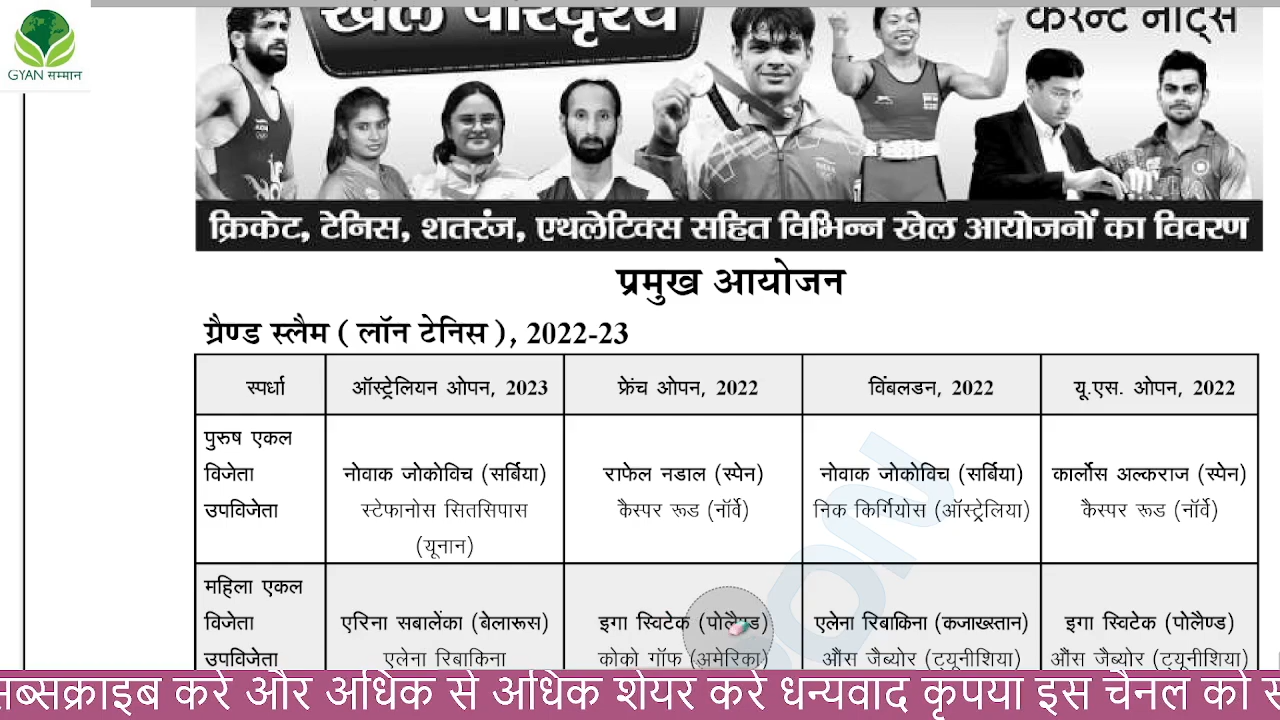 खेल परिदृश्य
करेन्ट नोट्स
GYAN सम्मान
क्रिकेट, टेनिस, शतरंज, एथलेटिक्स सहित विभिन्न खेल आयोजनों का विवरण
प्रमुख आयोजन
ग्रैण्ड स्लैम ( लॉन टेनिस ), 2022-23
स्पर्धा ऑस्ट्रेलियन ओपन, 2023 फ्रेंच ओपन, 2022 विंबलडन, 2022 यू.एस. ओपन, 2022
पुरुष एकल
विजेता नोवाक जोकोविच (सर्बिया) राफेल नडाल (स्पेन) नोवाक जोकोविच (सर्बिया) कार्लोस अल्कराज (स्पेन)
उपविजेता स्टेफानोस सितसिपास कैस्पर रूड (नॉर्वे) निक किर्गियोस (ऑस्ट्रेलिया) कैस्पर रूड (नॉर्वे)
(यूनान)
महिला एकल
विजेता एरिना सबालेंका (बेलारूस) इगा स्विटेक (पोलैण्ड) एलेना रिबाकिना (कजाख्स्तान) इगा स्विटेक (पोलैण्ड)
उपविजेता एलेना रिबाकिना कोको गॉफ (अमेरिका) औंस जैब्योर (ट्यूनीशिया) औंस जैब्योर (ट्यूनीशिया)
सब्सक्राइब करें और अधिक से अधिक शेयर करें धन्यवाद कृपया इस चैनल को